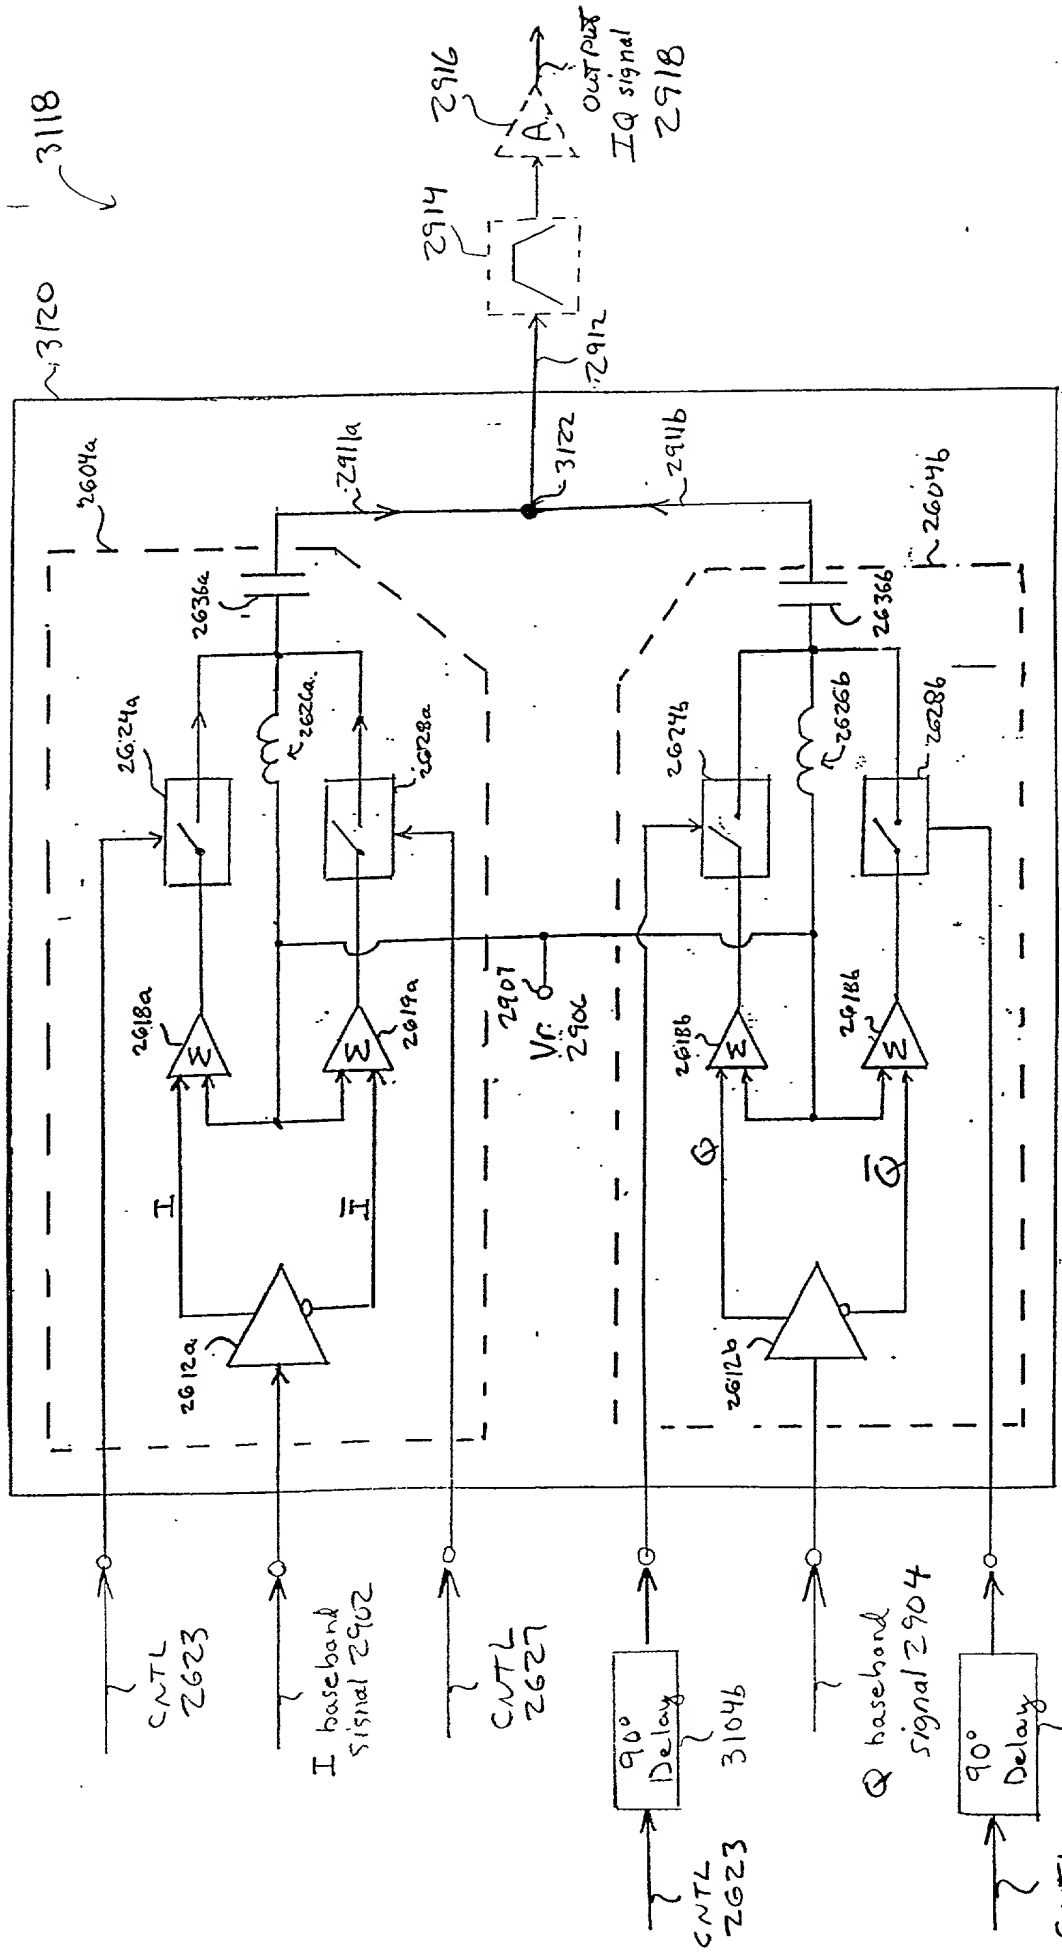 3118
3120
2604a
2624a
2636a
2911a
2618a
2626a
2628a
2619a
I
I̅
2612a
CNTL
2623
I baseband
signal 2902
CNTL
2627
2907
Vr
2906
3122
2912
2914
2916
A
OUTPUT
IQ signal
2918
2911b
2604b
2624b
2636b
2626b
2628b
2618b
2618b
Σ
Σ
Σ
Σ
Q
Q̅
2612b
90°
Delay
3104b
CNTL
2623
Q baseband
signal 2904
90°
Delay